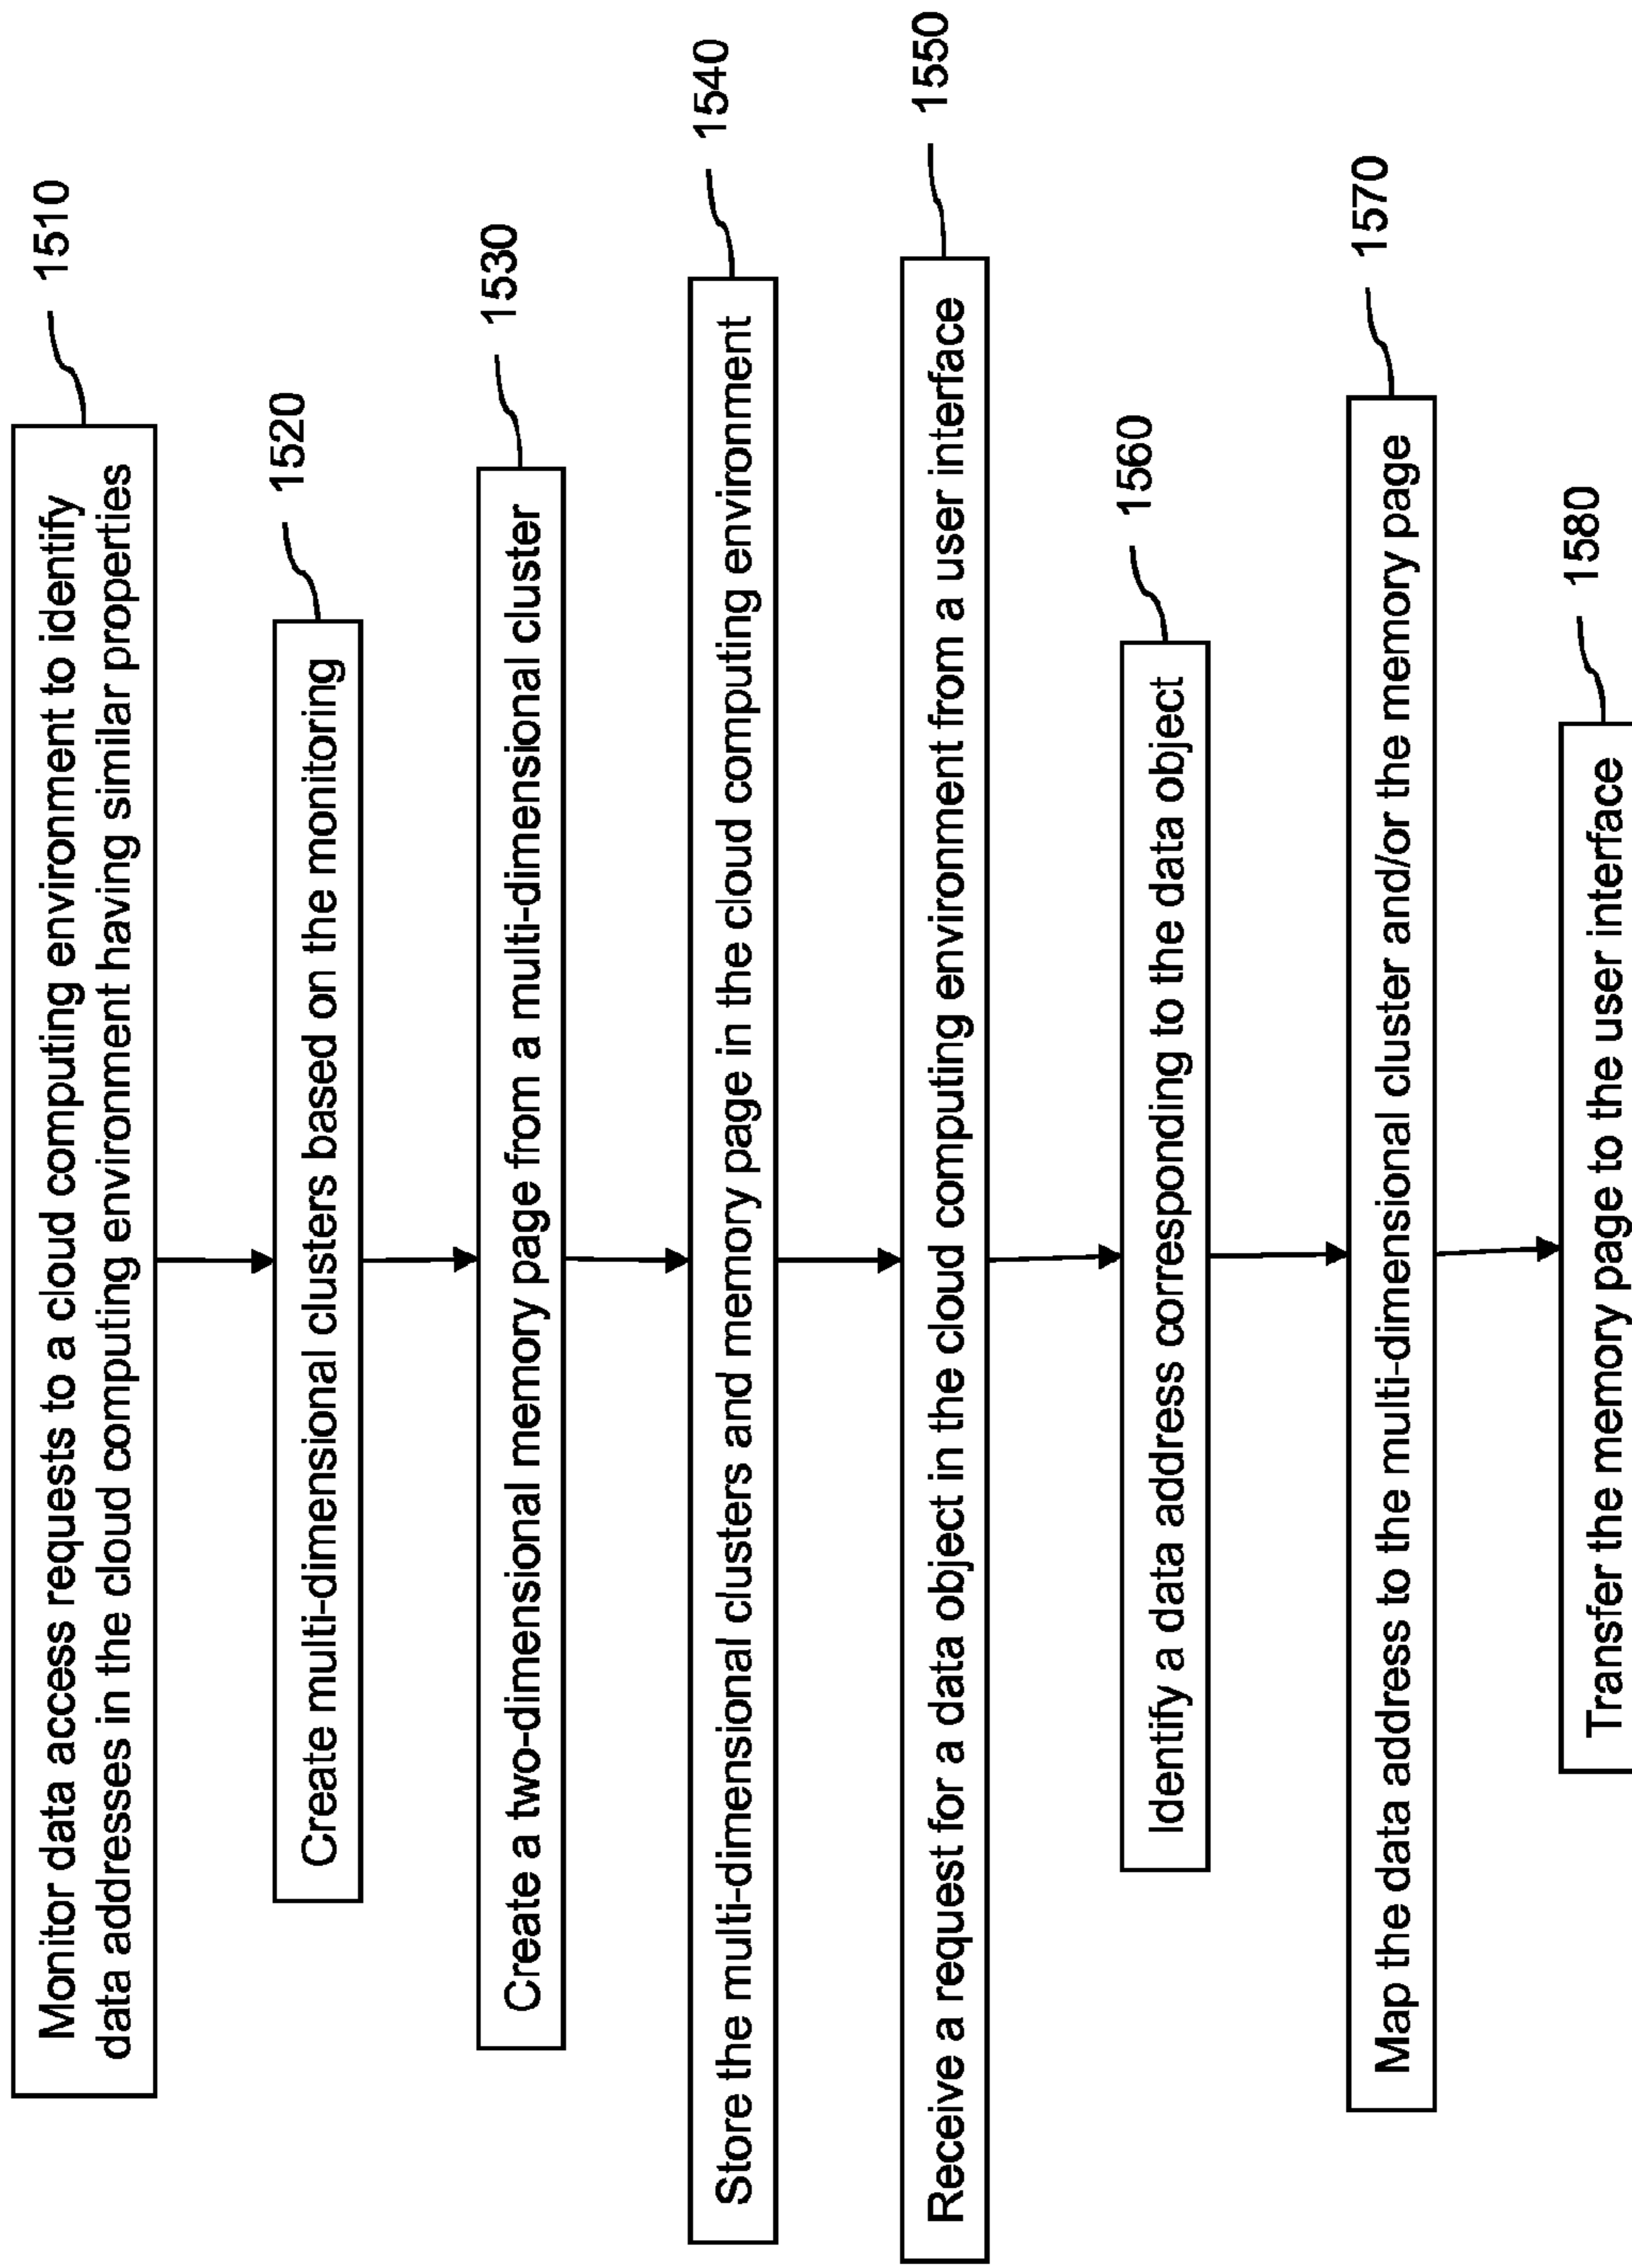 1510
Monitor data access requests to a cloud computing environment to identify
data addresses in the cloud computing environment having similar properties
1520
Create multi-dimensional clusters based on the monitoring
1530
Create a two-dimensional memory page from a multi-dimensional cluster
1540
Store the multi-dimensional clusters and memory page in the cloud computing environment
1550
Receive a request for a data object in the cloud computing environment from a user interface
1560
Identify a data address corresponding to the data object
1570
Map the data address to the multi-dimensional cluster and/or the memory page
1580
Transfer the memory page to the user interface